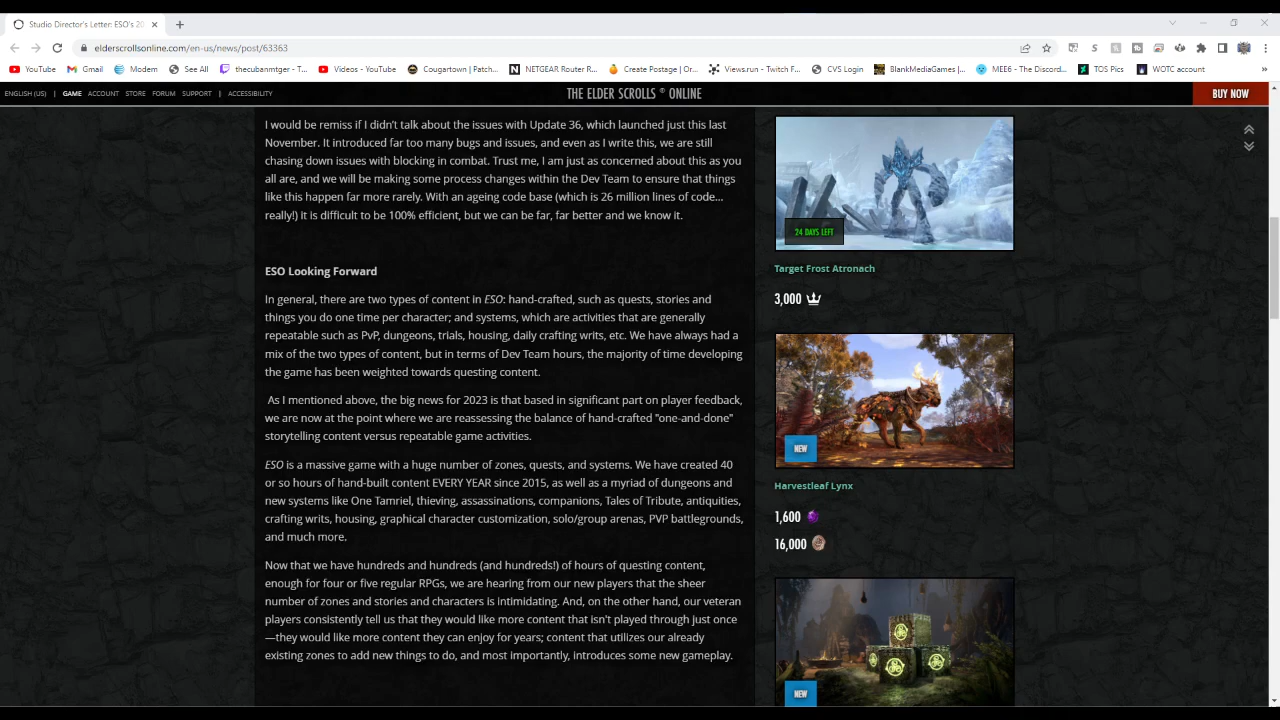 Studio Director's Letter: ESO's 20
elderscrollsonline.com/en-us/news/post/63363
YouTube
Gmail
Modem
See All
thecubanmtger - T...
Videos - YouTube
Cougartown | Patch...
NETGEAR Router R...
Create Postage | Or...
Views.run - Twitch F...
CVS Login
BlankMediaGames |...
MEE6 - The Discord...
TOS Pics
WOTC account
»
ENGLISH (US) | GAME ACCOUNT STORE FORUM SUPPORT | ACCESSIBILITY
THE ELDER SCROLLS ® ONLINE
BUY NOW
I would be remiss if I didn't talk about the issues with Update 36, which launched just this last
November. It introduced far too many bugs and issues, and even as I write this, we are still
chasing down issues with blocking in combat. Trust me, I am just as concerned about this as you
all are, and we will be making some process changes within the Dev Team to ensure that things
like this happen far more rarely. With an ageing code base (which is 26 million lines of code...
really!) it is difficult to be 100% efficient, but we can be far, far better and we know it.
ESO Looking Forward
In general, there are two types of content in ESO: hand-crafted, such as quests, stories and
things you do one time per character; and systems, which are activities that are generally
repeatable such as PvP, dungeons, trials, housing, daily crafting writs, etc. We have always had a
mix of the two types of content, but in terms of Dev Team hours, the majority of time developing
the game has been weighted towards questing content.
As I mentioned above, the big news for 2023 is that based in significant part on player feedback,
we are now at the point where we are reassessing the balance of hand-crafted "one-and-done"
storytelling content versus repeatable game activities.
ESO is a massive game with a huge number of zones, quests, and systems. We have created 40
or so hours of hand-built content EVERY YEAR since 2015, as well as a myriad of dungeons and
new systems like One Tamriel, thieving, assassinations, companions, Tales of Tribute, antiquities,
crafting writs, housing, graphical character customization, solo/group arenas, PVP battlegrounds,
and much more.
Now that we have hundreds and hundreds (and hundreds!) of hours of questing content,
enough for four or five regular RPGs, we are hearing from our new players that the sheer
number of zones and stories and characters is intimidating. And, on the other hand, our veteran
players consistently tell us that they would like more content that isn't played through just once
—they would like more content they can enjoy for years; content that utilizes our already
existing zones to add new things to do, and most importantly, introduces some new gameplay.
24 DAYS LEFT
Target Frost Atronach
3,000
NEW
Harvestleaf Lynx
1,600
16,000
NEW